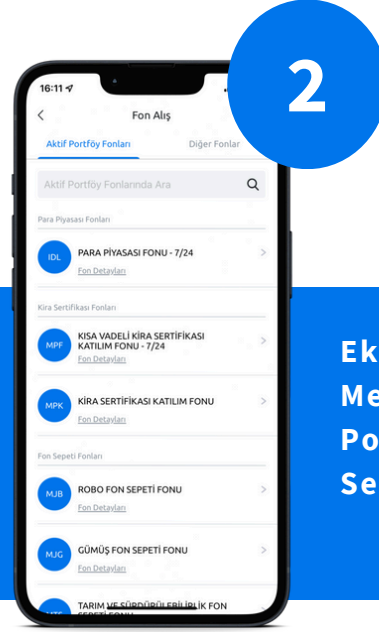 2
16:11
Fon Alış
Aktif Portföy Fonları
Diğer Fonlar
Aktif Portföy Fonlarında Ara
Para Piyasası Fonları
IDL
PARA PİYASASI FONU - 7/24
Fon Detayları
Kira Sertifikası Fonları
MPF
KISA VADELİ KİRA SERTİFİKASI
KATILIM FONU - 7/24
Fon Detayları
MPK
KİRA SERTİFİKASI KATILIM FONU
Fon Detayları
Fon Sepeti Fonları
MJB
ROBO FON SEPETİ FONU
Fon Detayları
MJG
GÜMÜŞ FON SEPETİ FONU
Fon Detayları
TARIM VE SÜRDÜRÜLEBİLİRLİK FON
Ek
Me
Po
Se